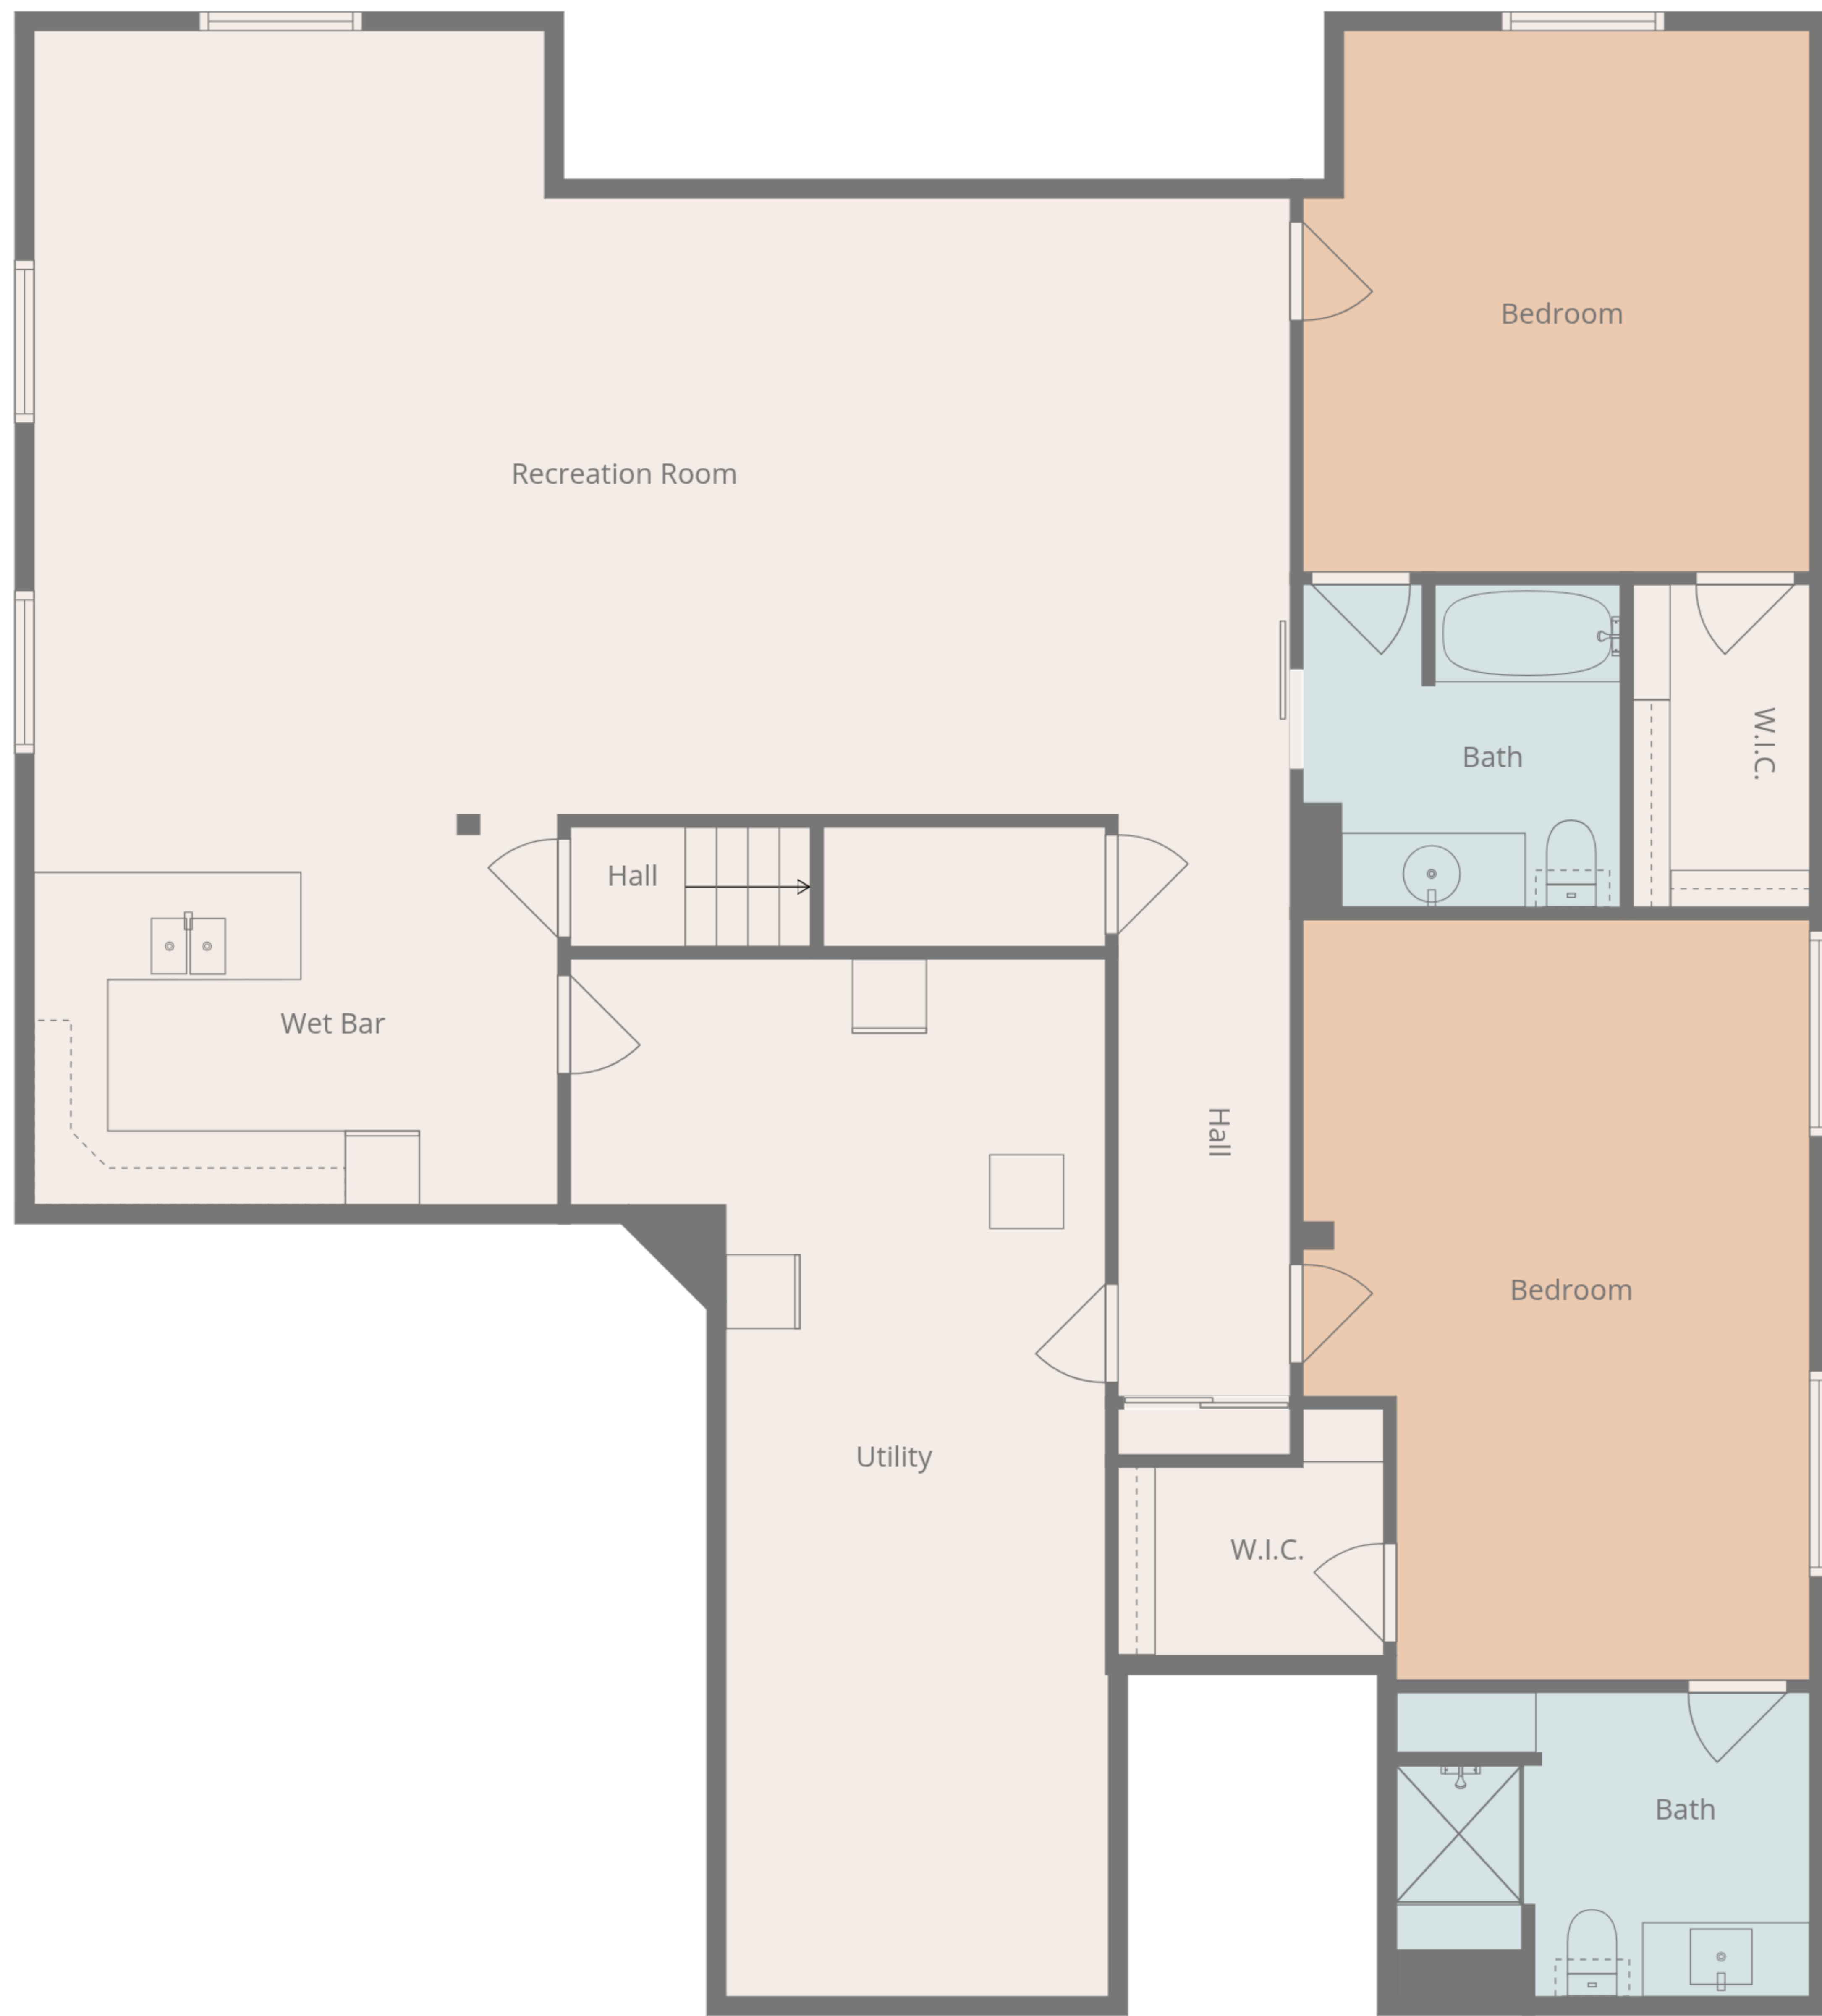 Bedroom
Recreation Room
W.I.C.
Bath
Hall
Wet Bar
Hall
Bedroom
Utility
W.I.C.
Bath